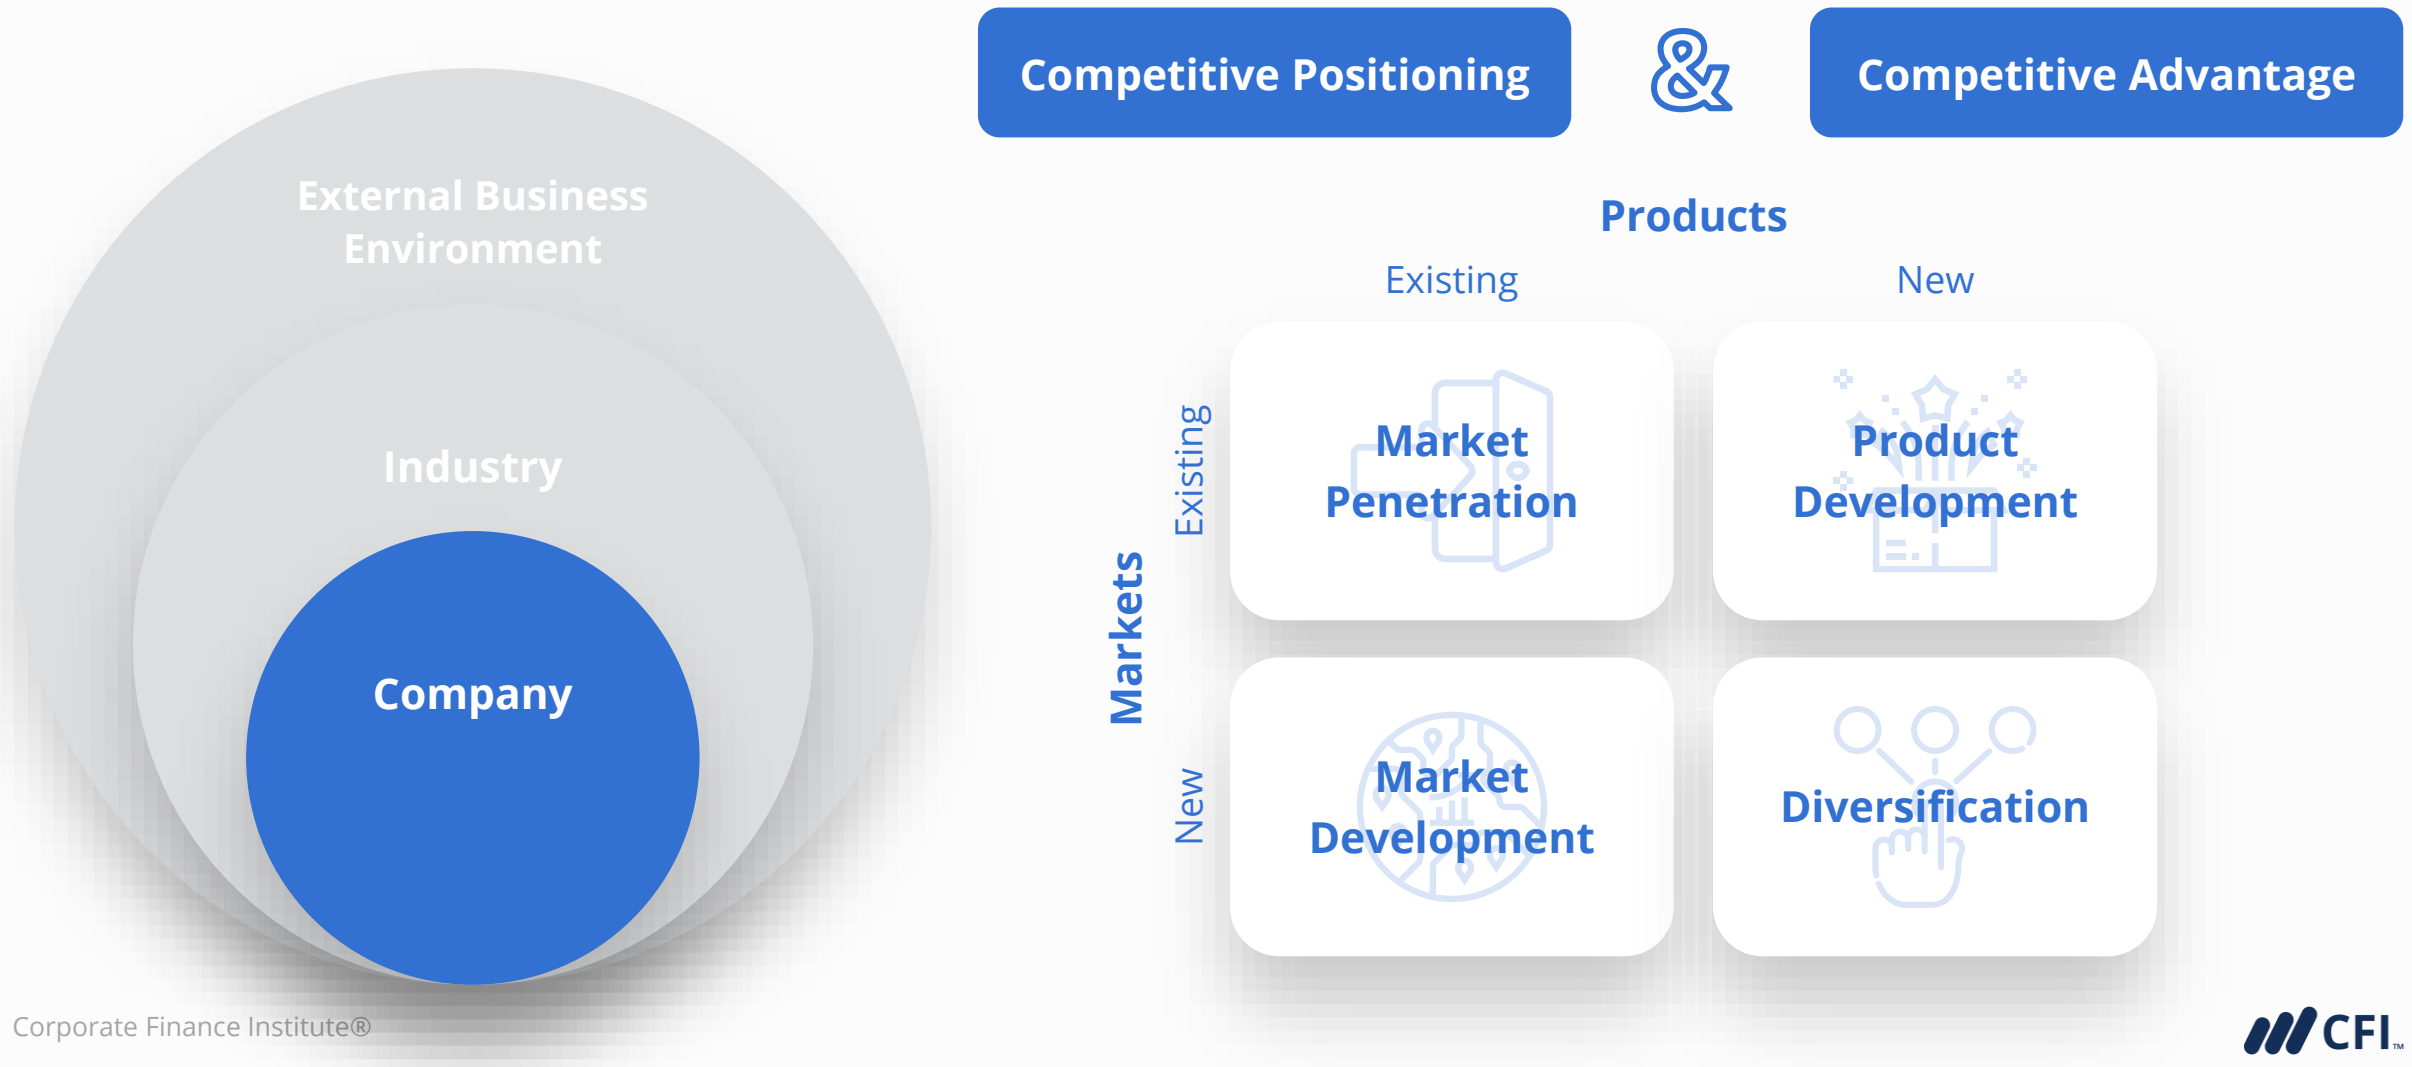 External Business
Environment
Industry
Company
Competitive Positioning
&
Competitive Advantage
Products
Existing
New
Markets
Existing
New
Market
Penetration
Product
Development
Market
Development
Diversification
Corporate Finance Institute®
CFI™